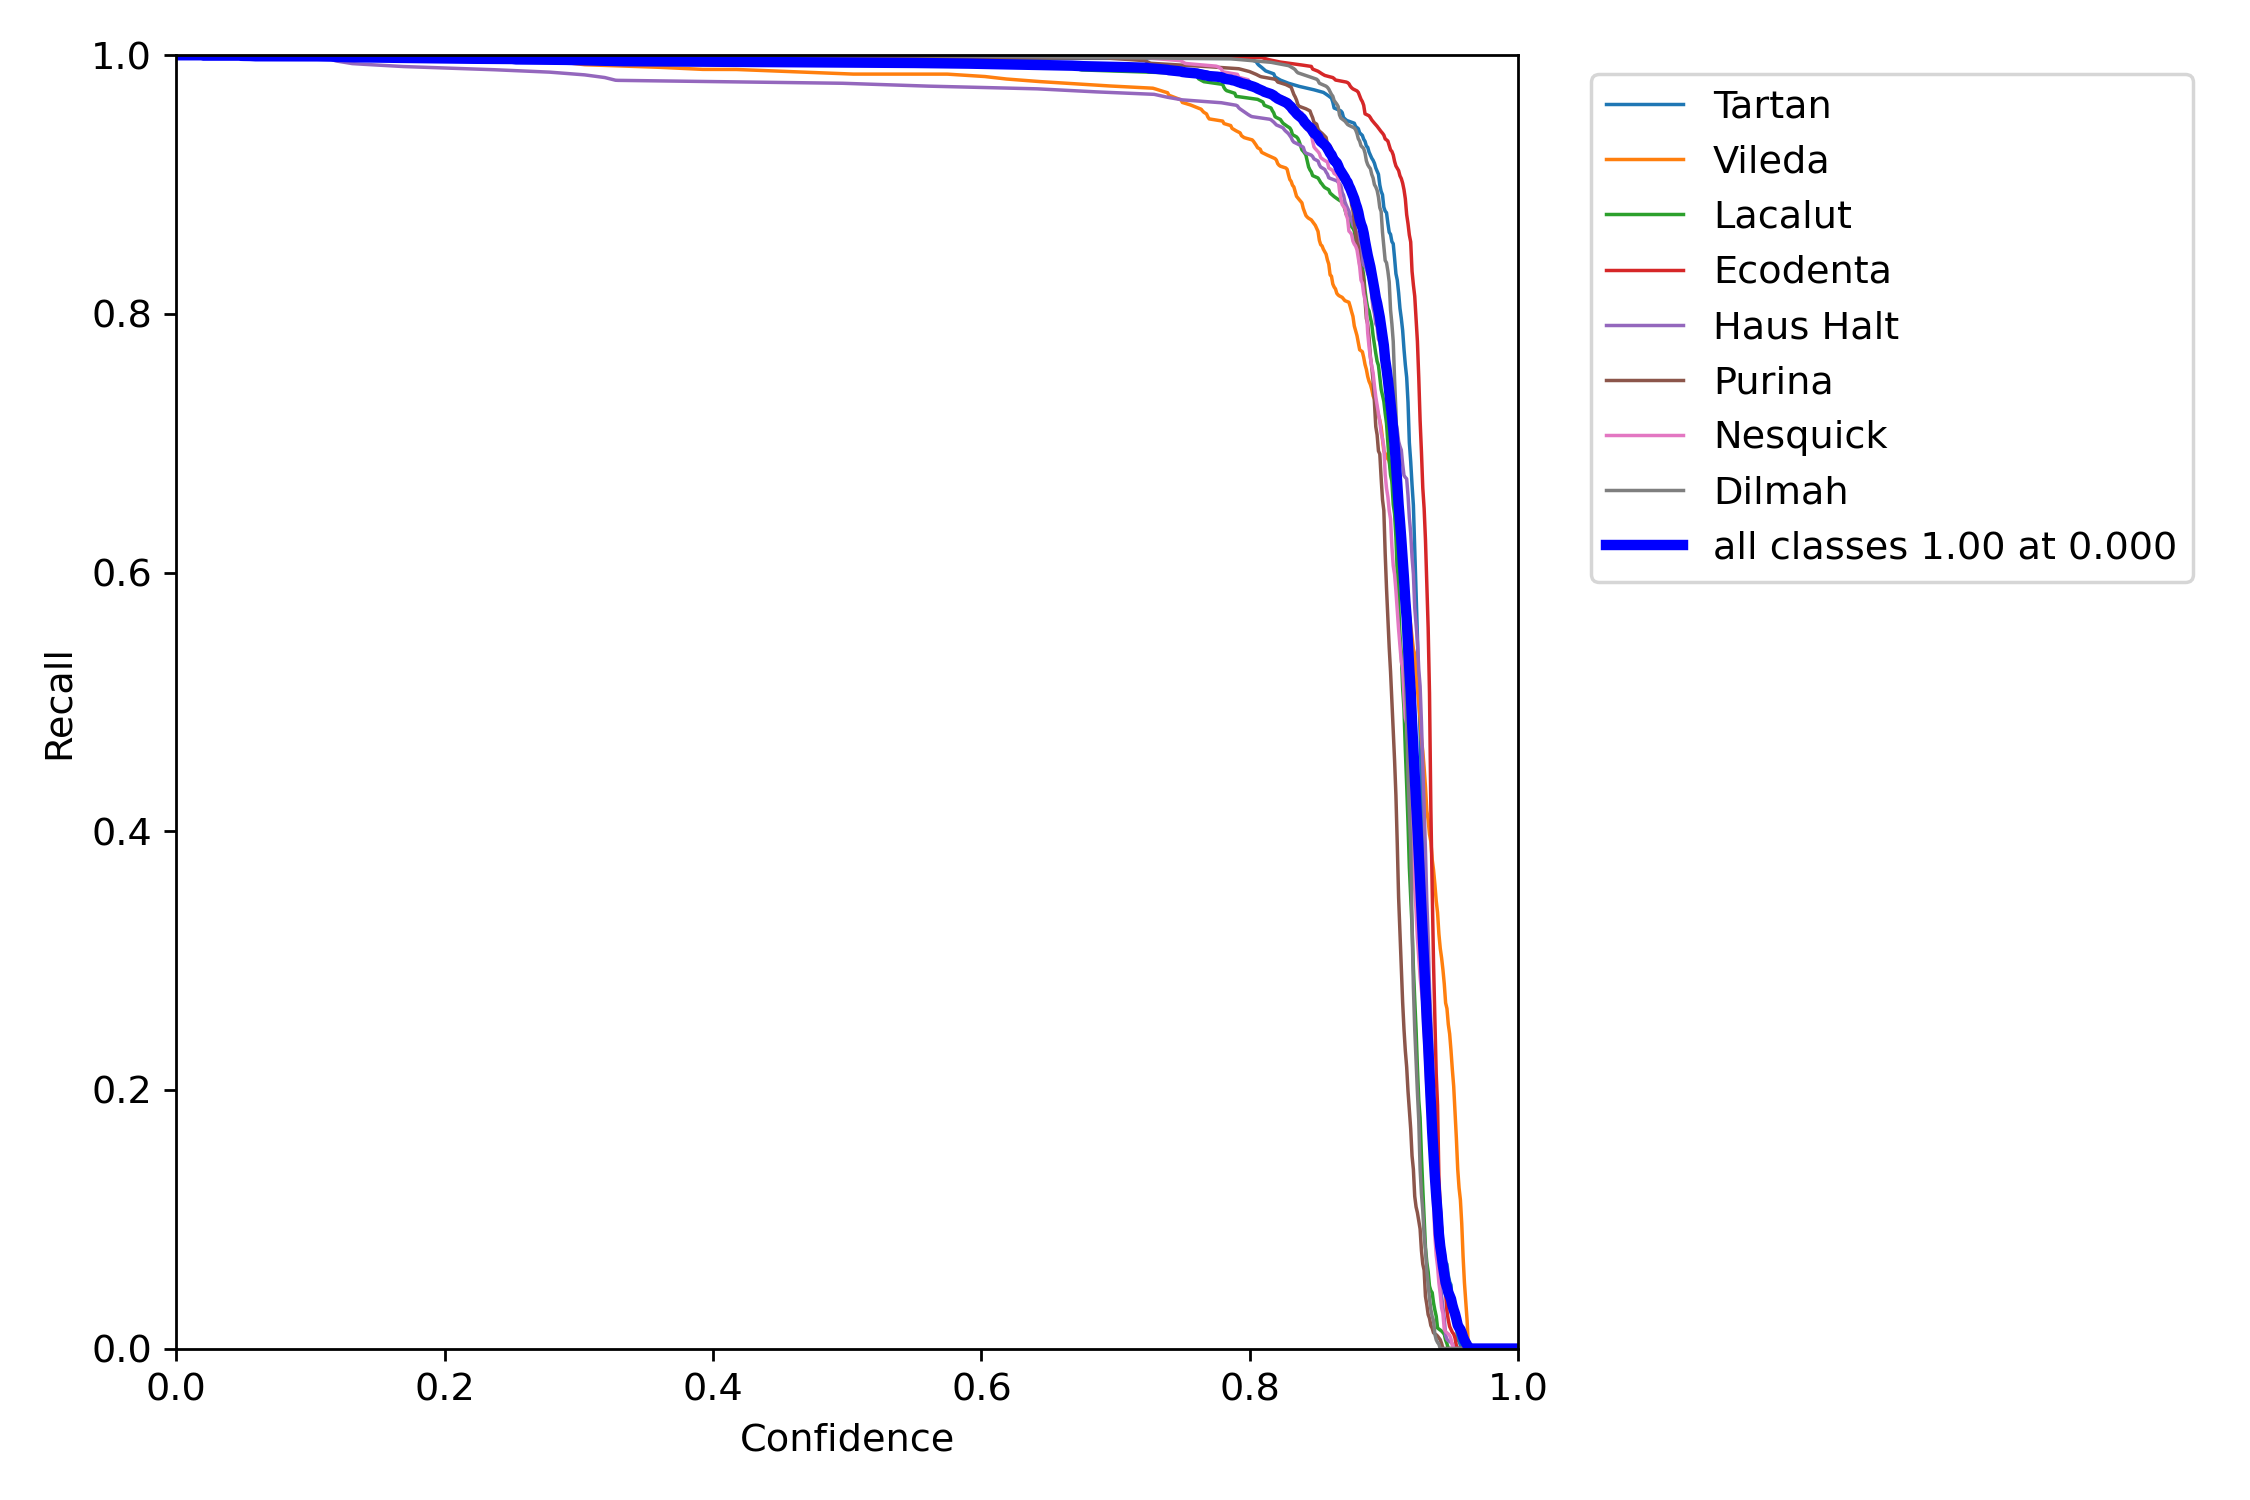 1.0
0.8
0.6
0.4
0.2
0.0
Recall
0.0 0.2 0.4 0.6 0.8 1.0
Confidence
Tartan
Vileda
Lacalut
Ecodenta
Haus Halt
Purina
Nesquick
Dilmah
all classes 1.00 at 0.000